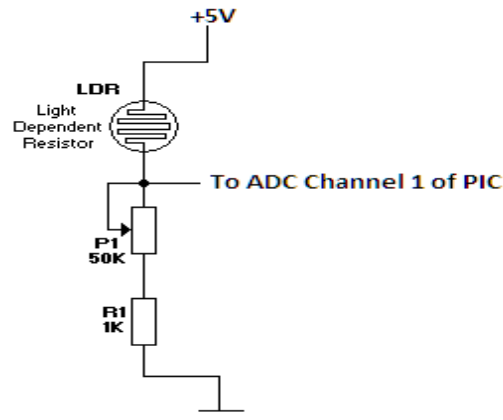 +5V
LDR
Light
Dependent
Resistor
To ADC Channel 1 of PIC
P1
50K
R1
1K